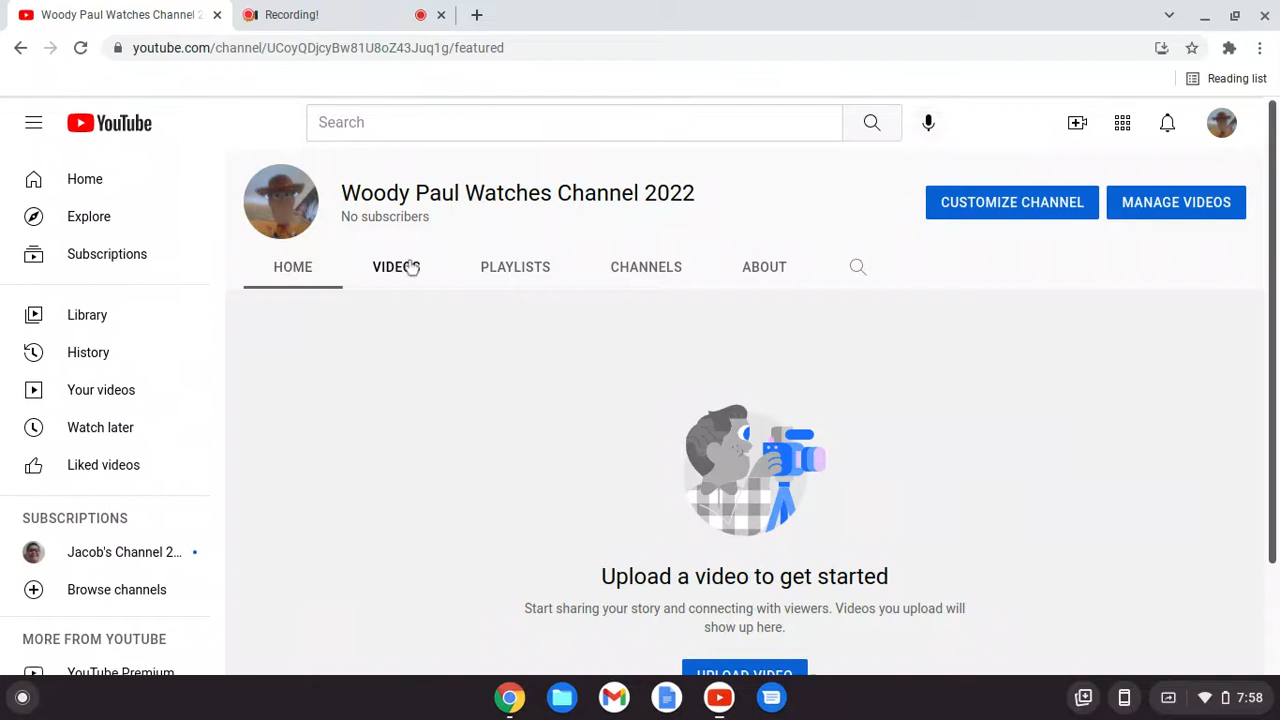 Woody Paul Watches Channel 2
Recording!
youtube.com/channel/UCoyQDjcyBw81U8oZ43Juq1g/featured
Reading list
YouTube
Search
Home
Explore
Subscriptions
Library
History
Your videos
Watch later
Liked videos
SUBSCRIPTIONS
Jacob's Channel 2...
Browse channels
MORE FROM YOUTUBE
YouTube Premium
Woody Paul Watches Channel 2022
No subscribers
CUSTOMIZE CHANNEL
MANAGE VIDEOS
HOME VIDEOS PLAYLISTS CHANNELS ABOUT
Upload a video to get started
Start sharing your story and connecting with viewers. Videos you upload will
show up here.
UPLOAD VIDEO
7:58